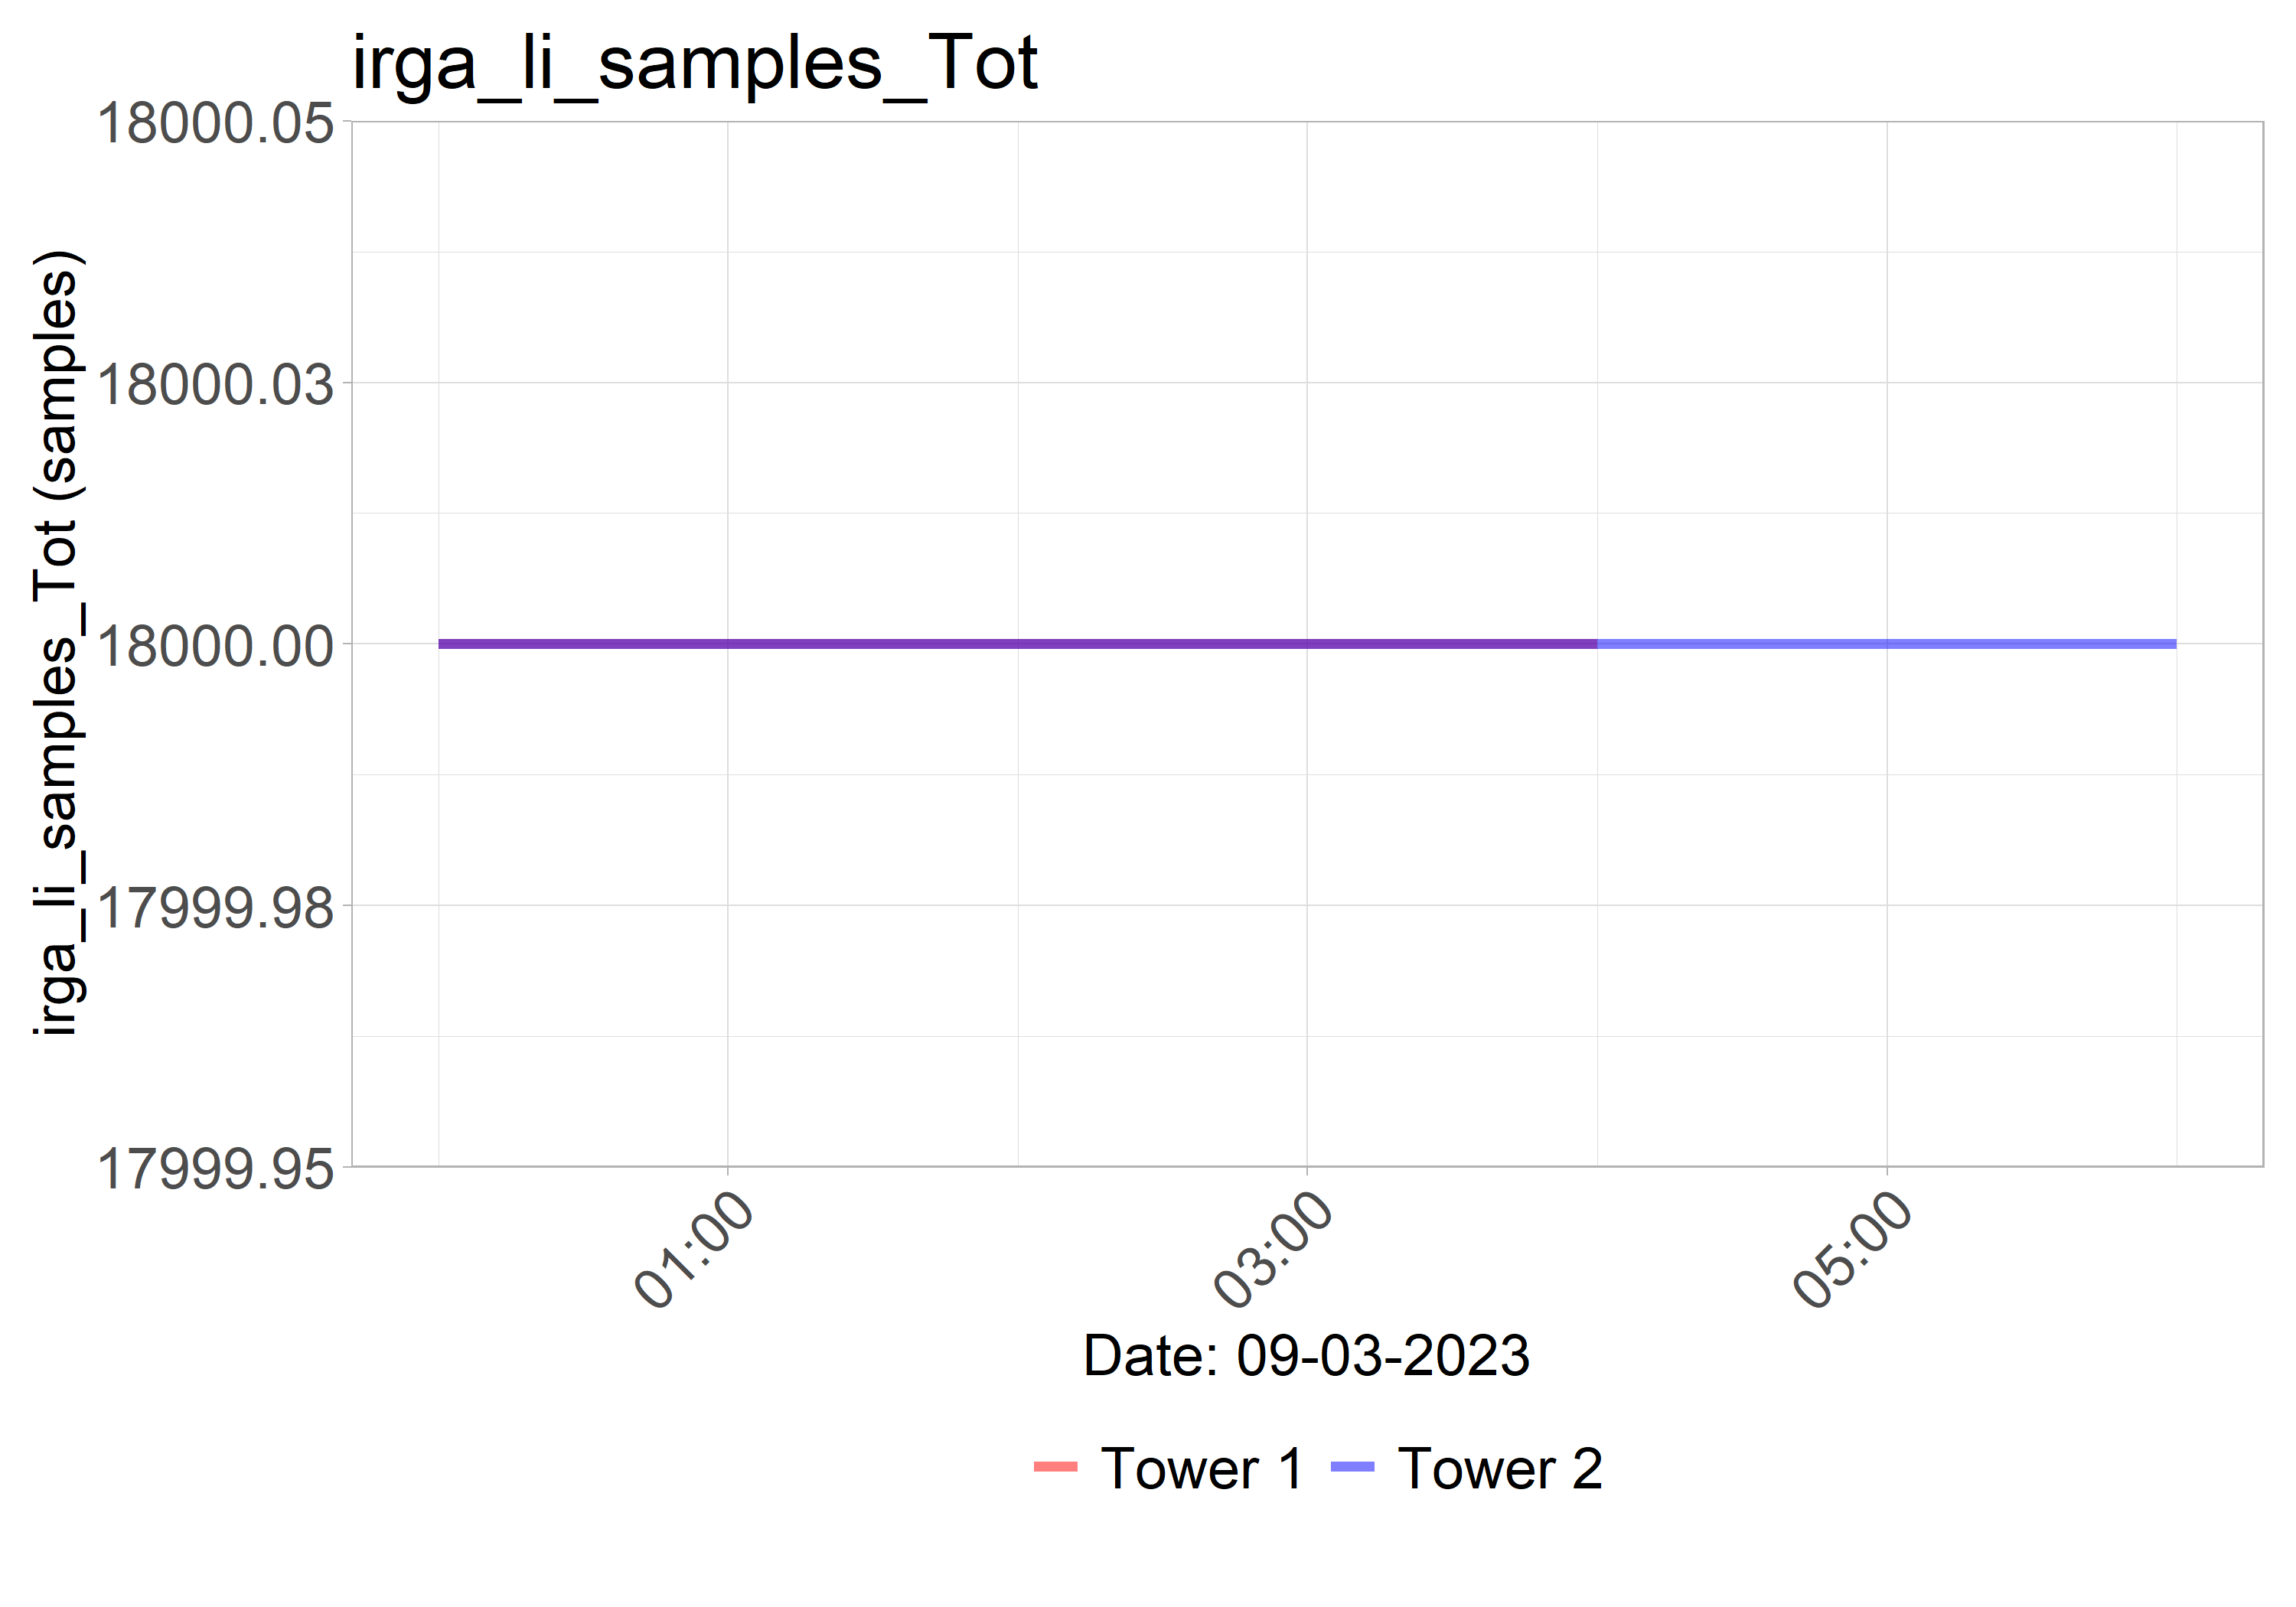 irga_li_samples_Tot
irga_li_samples_Tot (samples)
18000.05
18000.03
18000.00
17999.98
17999.95
01:00
03:00
05:00
Date: 09-03-2023
Tower 1
Tower 2